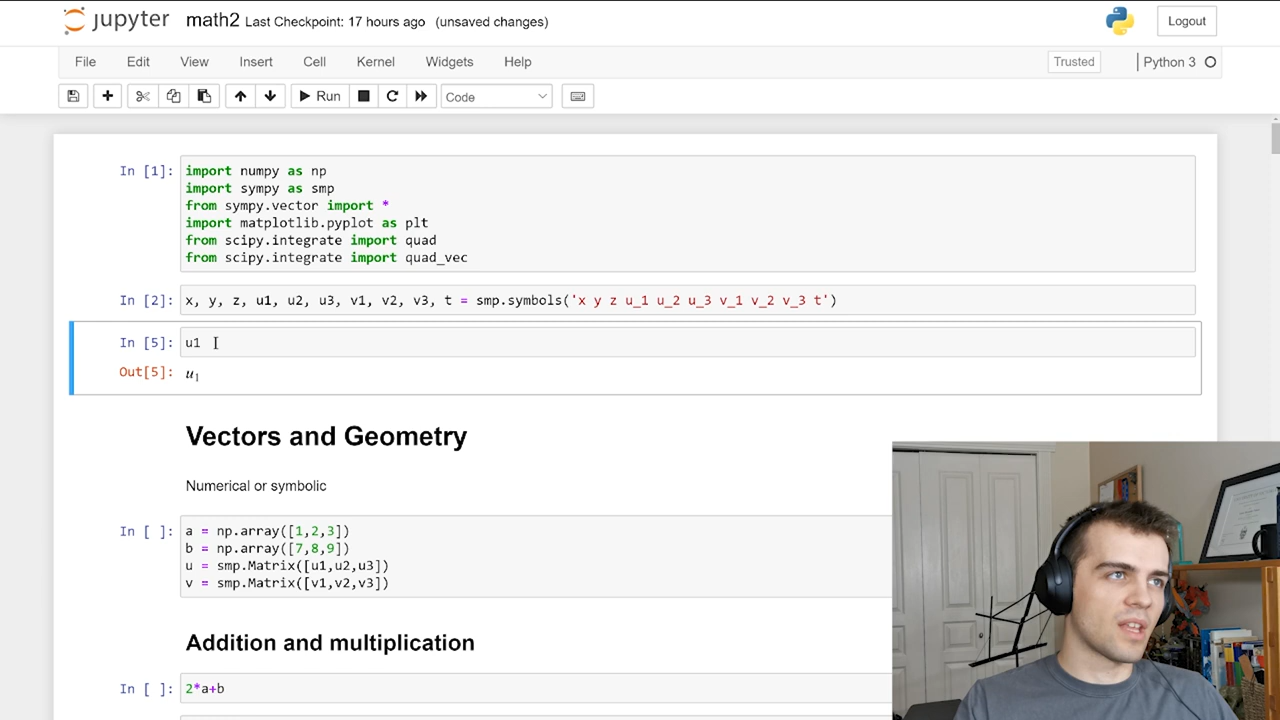 jupyter math2 Last Checkpoint: 17 hours ago (unsaved changes) Logout
File Edit View Insert Cell Kernel Widgets Help Trusted Python 3
Run Code
In [1]: import numpy as np
import sympy as smp
from sympy.vector import *
import matplotlib.pyplot as plt
from scipy.integrate import quad
from scipy.integrate import quad_vec
In [2]: x, y, z, u1, u2, u3, v1, v2, v3, t = smp.symbols('x y z u_1 u_2 u_3 v_1 v_2 v_3 t')
In [5]: u1
Out[5]: u₁
Vectors and Geometry
Numerical or symbolic
In [ ]: a = np.array([1,2,3])
b = np.array([7,8,9])
u = smp.Matrix([u1,u2,u3])
v = smp.Matrix([v1,v2,v3])
Addition and multiplication
In [ ]: 2*a+b